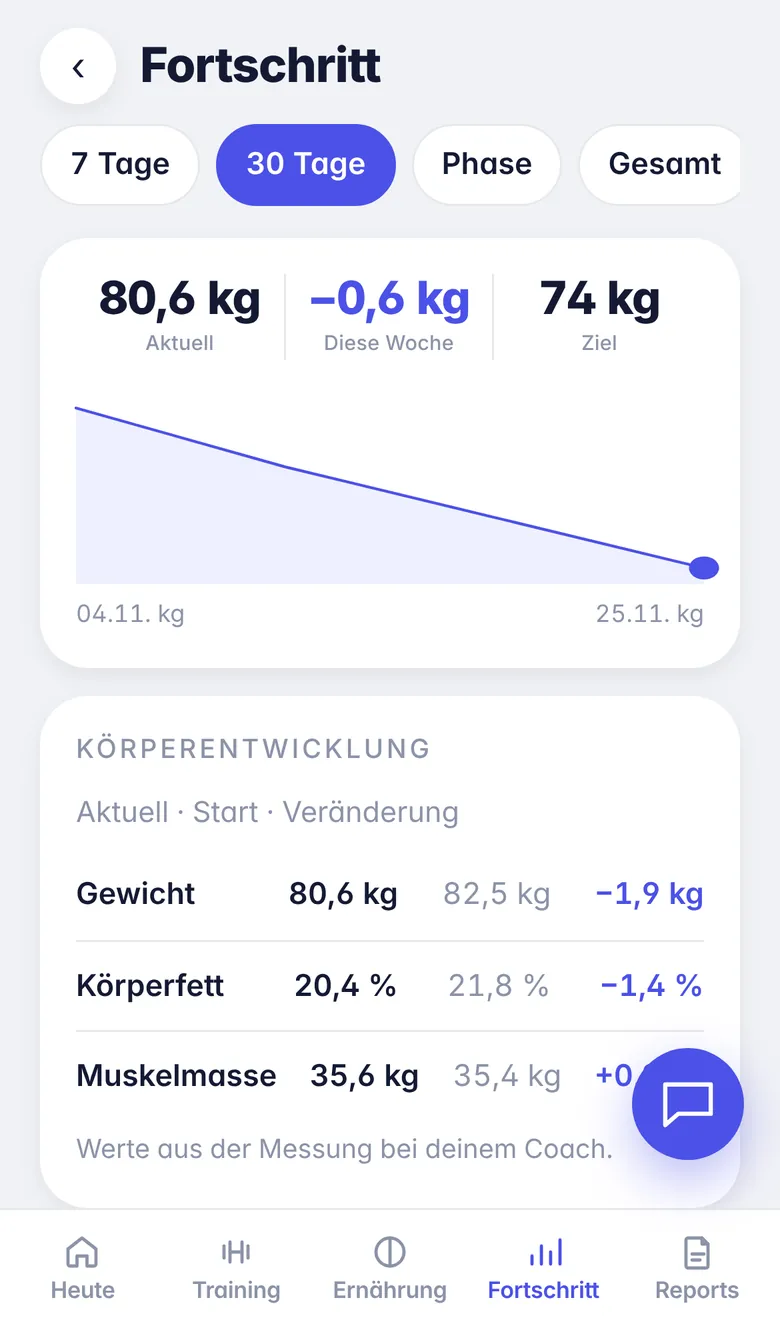 ‹ Fortschritt
7 Tage 30 Tage Phase Gesamt
80,6 kg −0,6 kg 74 kg
Aktuell Diese Woche Ziel
04.11. kg 25.11. kg
KÖRPERENTWICKLUNG
Aktuell · Start · Veränderung
Gewicht 80,6 kg 82,5 kg −1,9 kg
Körperfett 20,4 % 21,8 % −1,4 %
Muskelmasse 35,6 kg 35,4 kg
Werte aus der Messung bei deinem Coach.
Heute Training Ernährung Fortschritt Reports